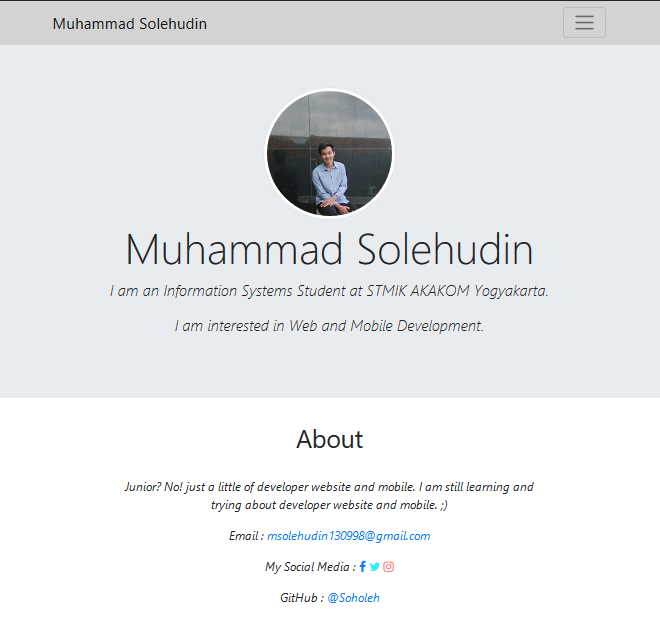 Muhammad Solehudin
Muhammad Solehudin
I am an Information Systems Student at STMIK AKAKOM Yogyakarta.
I am interested in Web and Mobile Development.
About
Junior? No! just a little of developer website and mobile. I am still learning and
trying about developer website and mobile. ;)
Email : msolehudin130998@gmail.com
My Social Media :
GitHub : @Soholeh